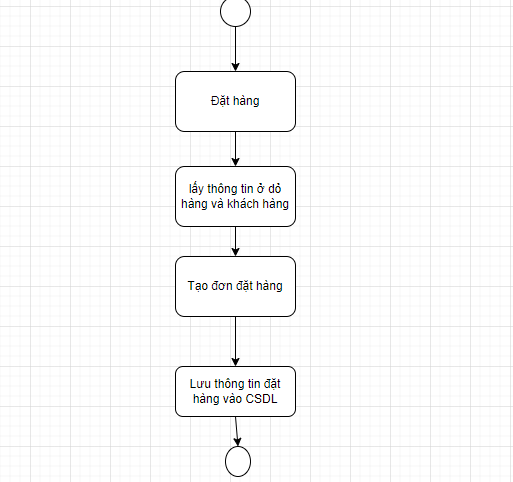 Đặt hàng
lấy thông tin ở dỏ
hàng và khách hàng
Tạo đơn đặt hàng
Lưu thông tin đặt
hàng vào CSDL